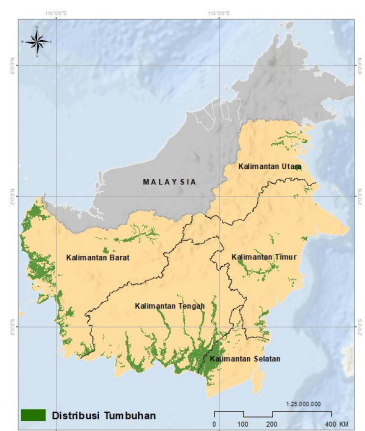 Kalimantan Utara
MALAYSIA
Kalimantan Barat
Kalimantan Timur
Kalimantan Tengah
Kalimantan Selatan
1:25.000.000
Distribusi Tumbuhan
0 100 200 400 KM